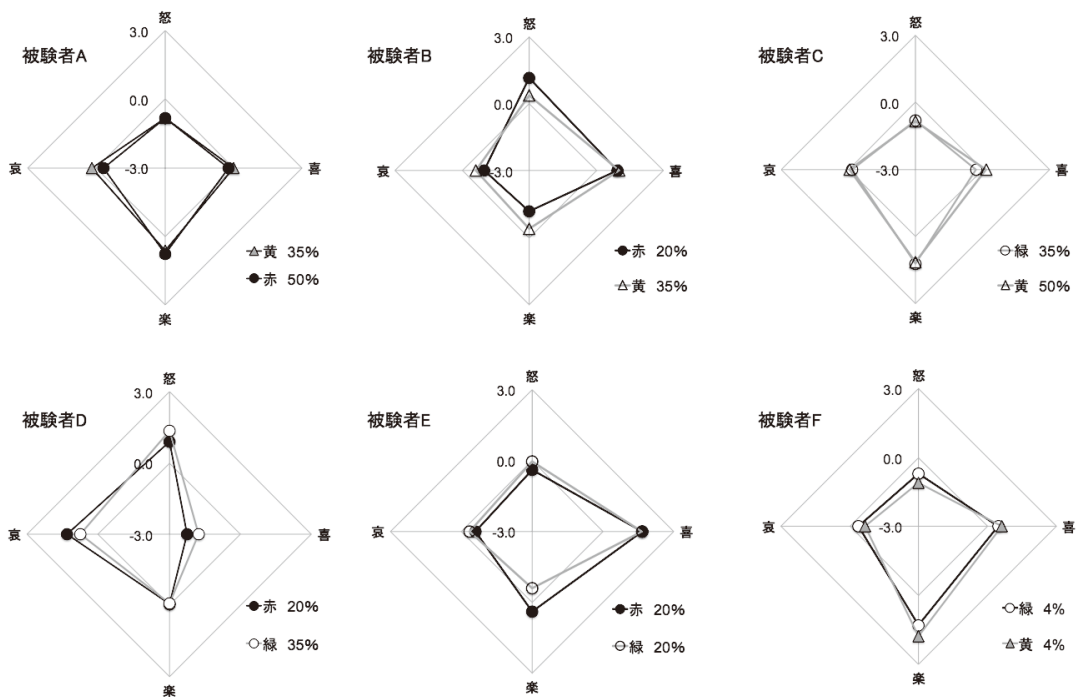 被験者A
怒
3.0
0.0
-3.0
哀
喜
楽
黄 35%
赤 50%
被験者B
怒
3.0
0.0
-3.0
哀
喜
楽
赤 20%
黄 35%
被験者C
怒
3.0
0.0
-3.0
哀
喜
楽
緑 35%
黄 50%
被験者D
怒
3.0
0.0
-3.0
哀
喜
楽
赤 20%
緑 35%
被験者E
怒
3.0
0.0
-3.0
哀
喜
楽
赤 20%
緑 20%
被験者F
怒
3.0
0.0
-3.0
哀
喜
楽
緑 4%
黄 4%